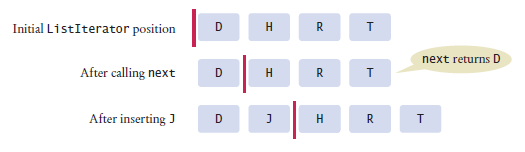 Initial ListIterator position D H R T
After calling next D H R T
next returns D
After inserting J D J H R T